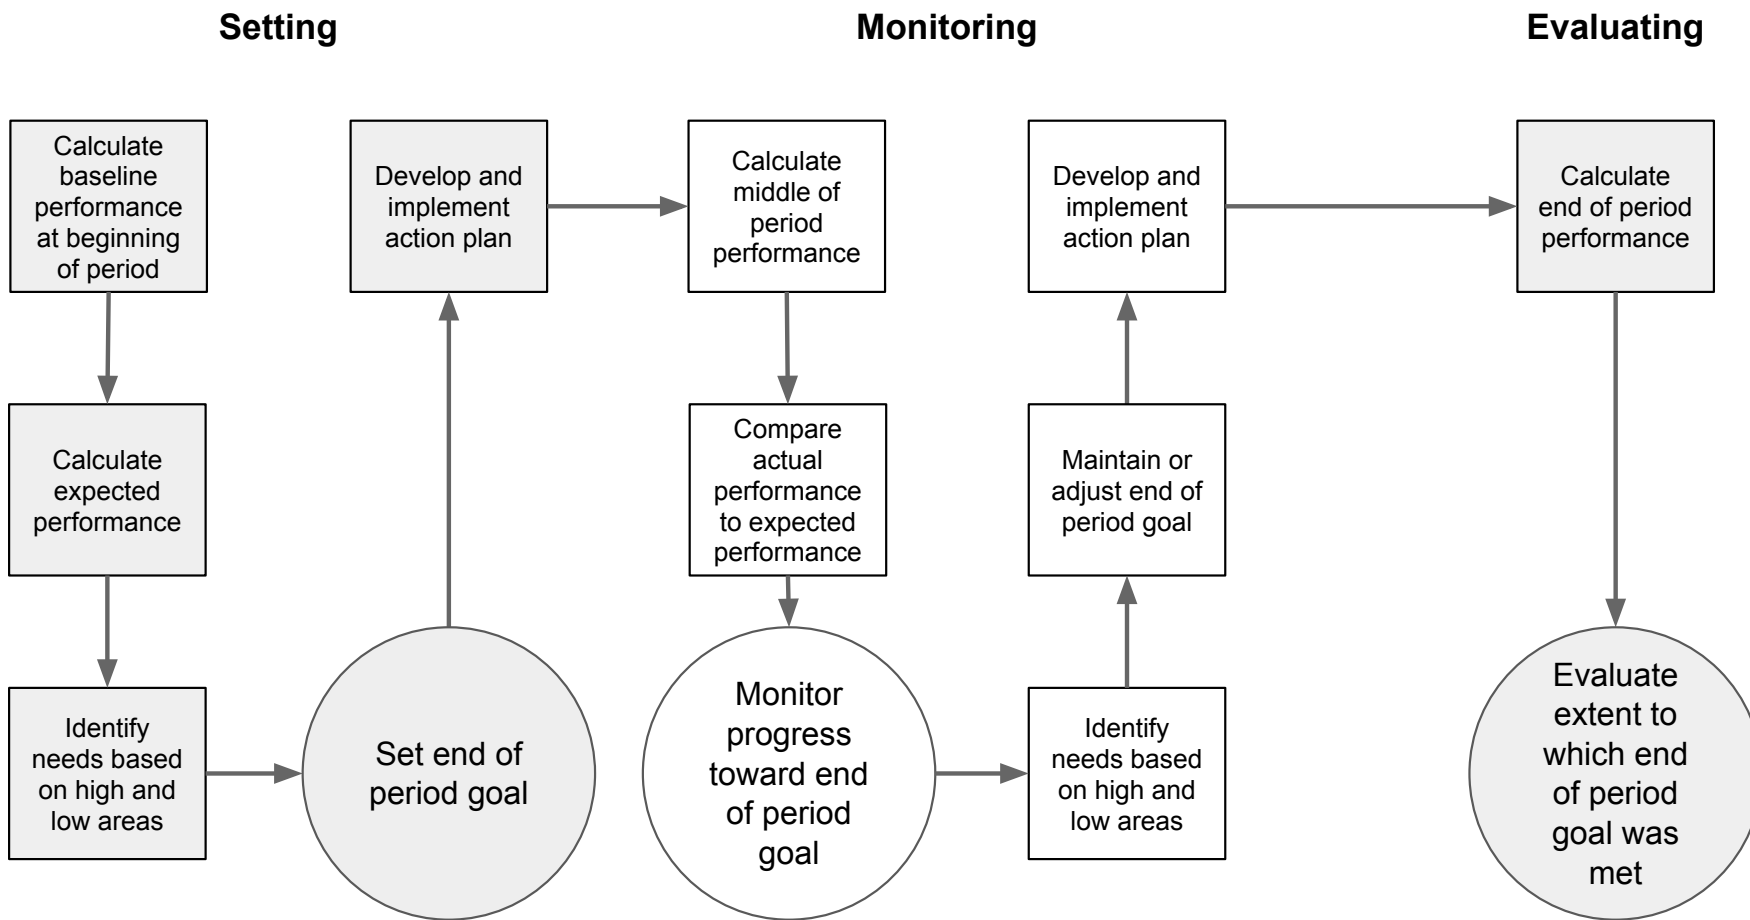 Setting
Monitoring
Evaluating
Calculate
baseline
performance
at beginning
of period
Calculate
expected
performance
Identify
needs based
on high and
low areas
Set end of
period goal
Develop and
implement
action plan
Calculate
middle of
period
performance
Compare
actual
performance
to expected
performance
Monitor
progress
toward end
of period
goal
Identify
needs based
on high and
low areas
Maintain or
adjust end of
period goal
Develop and
implement
action plan
Calculate
end of period
performance
Evaluate
extent to
which end
of period
goal was
met